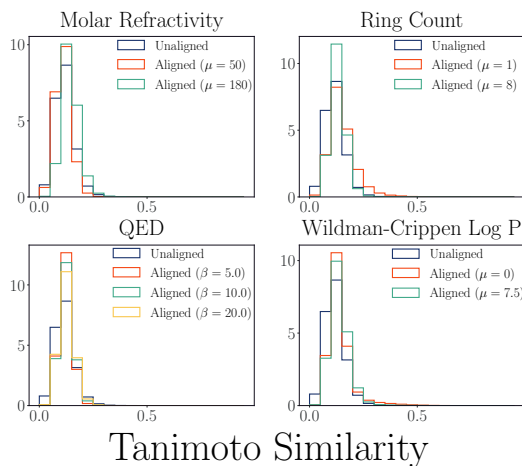 Molar Refractivity
10
5
0
0.0
0.5
Unaligned
Aligned (μ = 50)
Aligned (μ = 180)
Ring Count
10
5
0
0.0
0.5
Unaligned
Aligned (μ = 1)
Aligned (μ = 8)
QED
10
5
0
0.0
0.5
Unaligned
Aligned (β = 5.0)
Aligned (β = 10.0)
Aligned (β = 20.0)
Wildman-Crippen Log P
10
5
0
0.0
0.5
Unaligned
Aligned (μ = 0)
Aligned (μ = 7.5)
Tanimoto Similarity